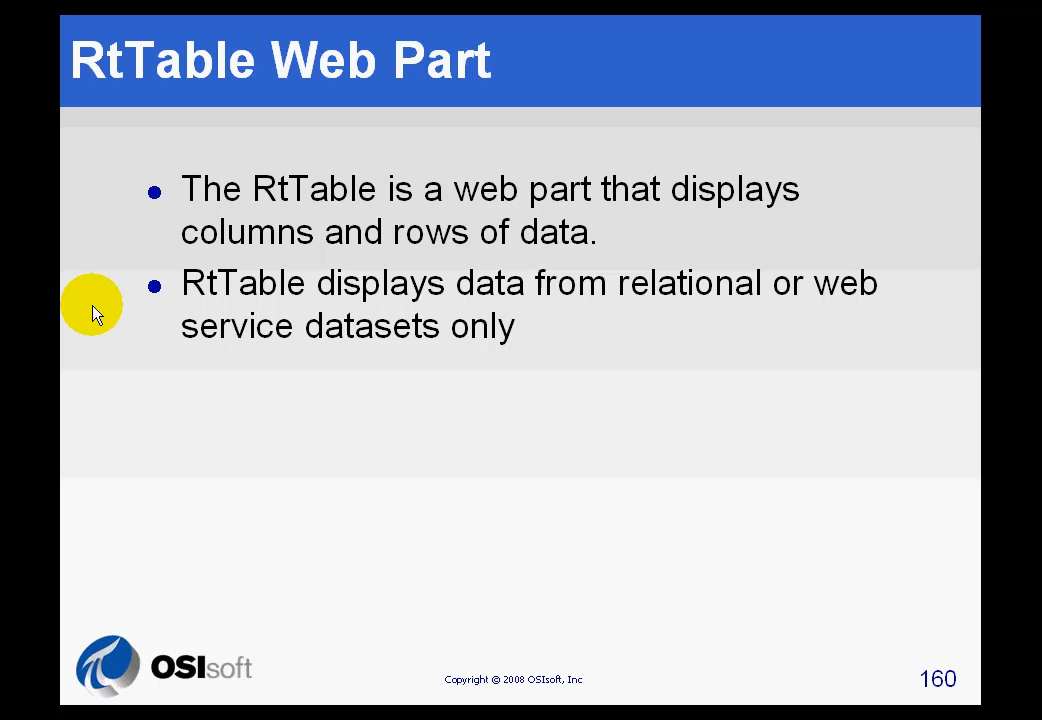 RtTable Web Part
The RtTable is a web part that displays
columns and rows of data.
RtTable displays data from relational or web
service datasets only
OSIsoft
Copyright © 2008 OSIsoft, Inc
160